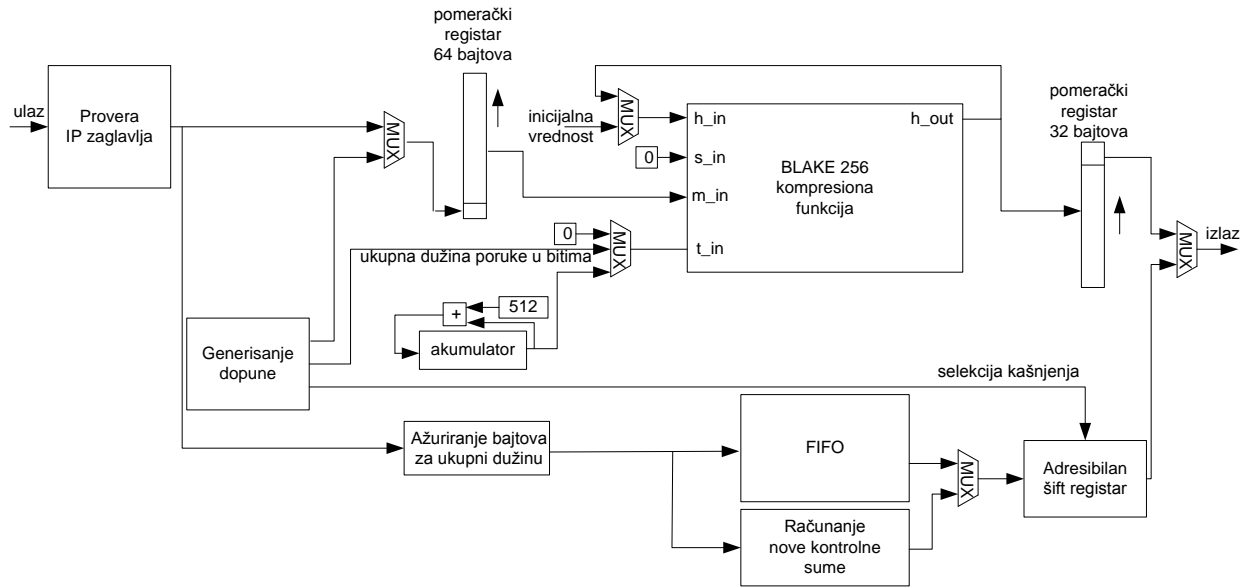 pomerački
registar
64 bajtova
ulaz
Provera
IP zaglavlja
MUX
inicijalna
vrednost
MUX
0
h_in
s_in
m_in
t_in
h_out
BLAKE 256
kompresiona
funkcija
pomerački
registar
32 bajtova
MUX
izlaz
0
MUX
ukupna dužina poruke u bitima
512
+
akumulator
Generisanje
dopune
selekcija kašnjenja
Ažuriranje bajtova
za ukupni dužinu
FIFO
MUX
Adresibilan
šift registar
Računanje
nove kontrolne
sume